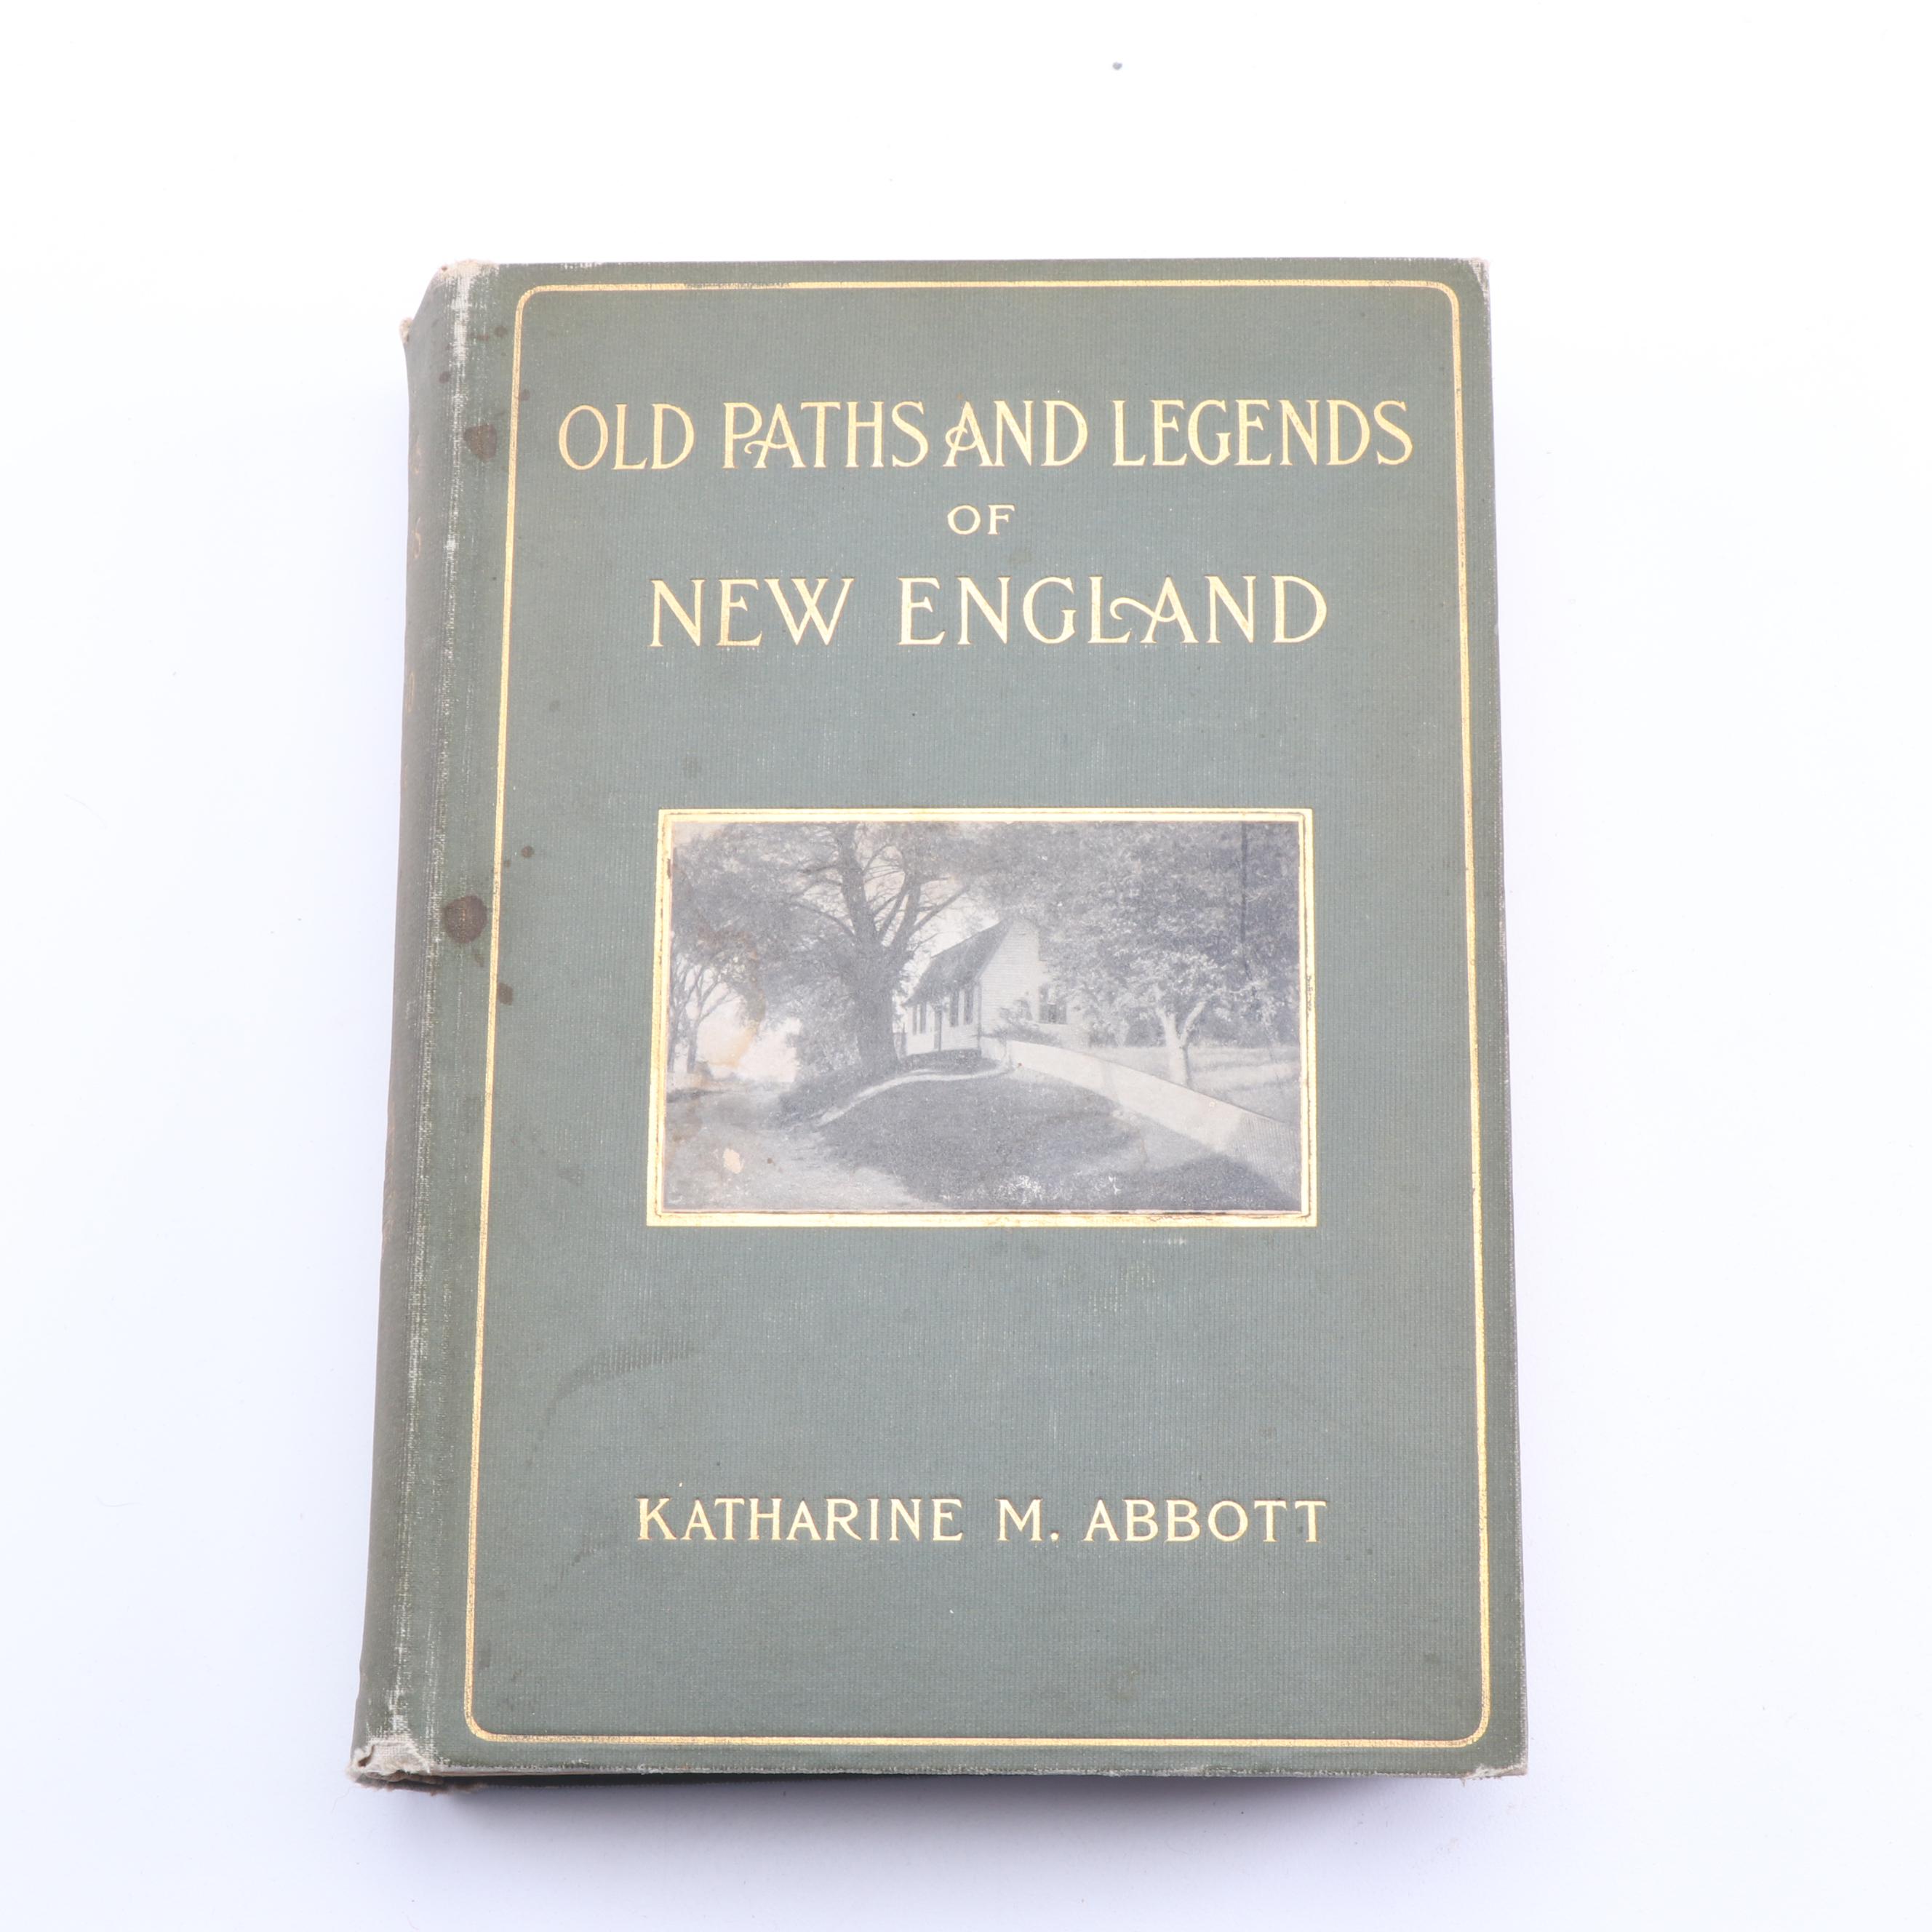 OLD PATHS AND LEGENDS
OF
NEW ENGLAND
KATHARINE M. ABBOTT